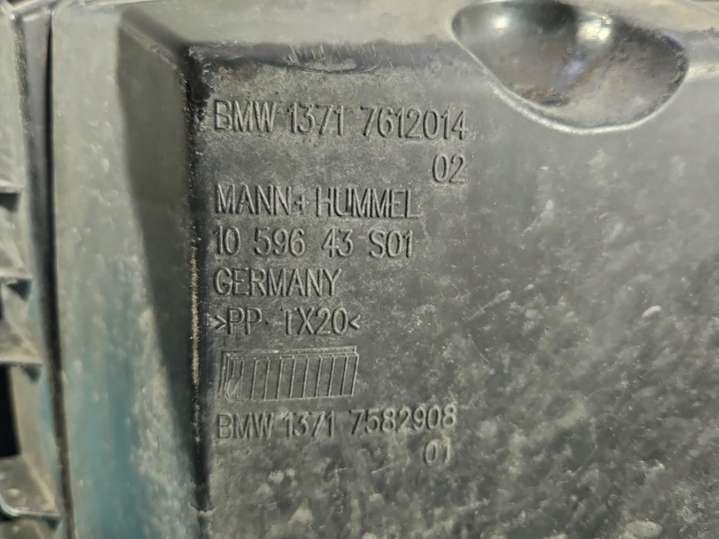 BMW 1371 7612014
02
MANN+HUMMEL
10 596 43 S01
GERMANY
>PP-TX20<
BMW 1371 7582908
01